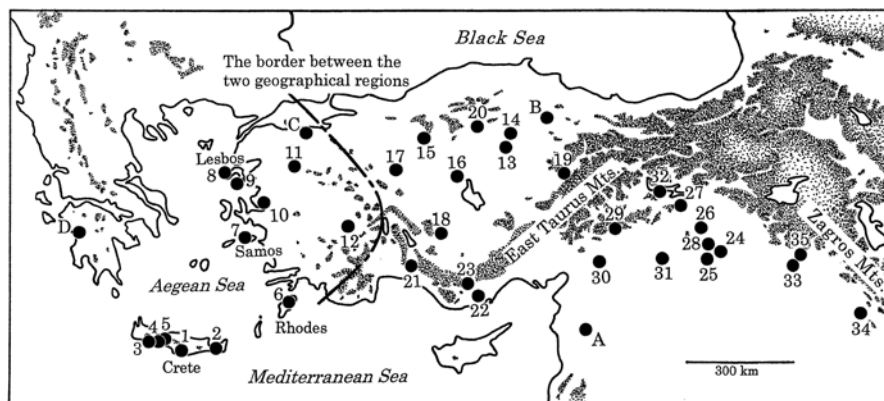 Black Sea
The border between the
two geographical regions
20
14
B
C
15
13
Lesbos
8
9
11
17
16
19
32
27
10
D
7
Samos
12
18
East Taurus Mts.
29
26
28
24
Zagros Mts.
35
21
23
30
31
25
33
Aegean Sea
6
22
Rhodes
34
4
5
1
2
3
A
Crete
Mediterranean Sea
300 km